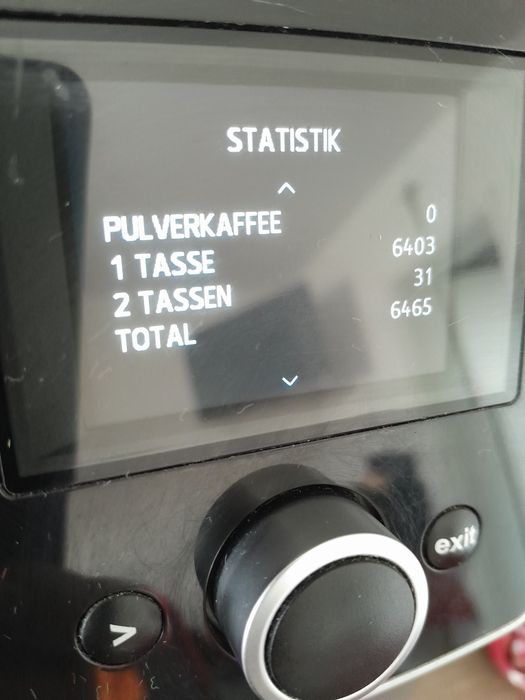 STATISTIK
PULVERKAFFEE 0
1 TASSE 6403
2 TASSEN 31
TOTAL 6465
exit
>